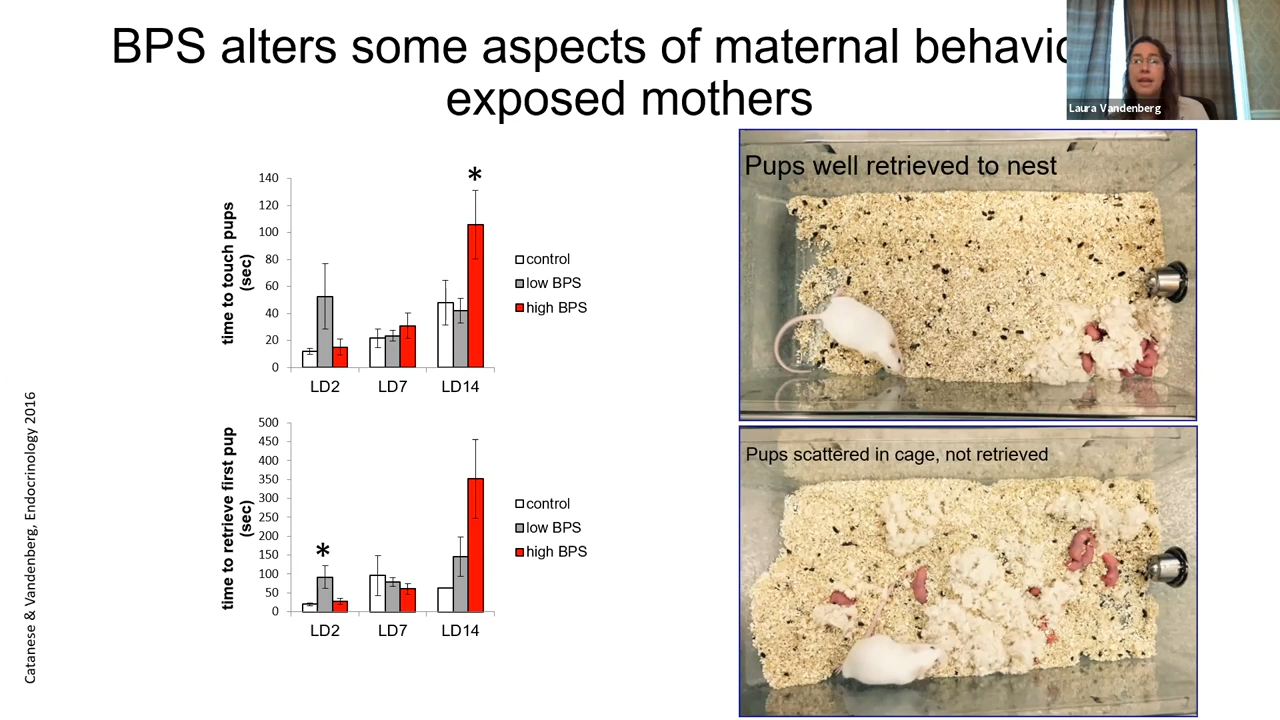 BPS alters some aspects of maternal behavio
exposed mothers
Laura Vandenberg
140
120
100
80
60
40
20
0
time to touch pups
(sec)
*
LD2
LD7
LD14
control
low BPS
high BPS
500
450
400
350
300
250
200
150
100
50
0
time to retrieve first pup
(sec)
*
LD2
LD7
LD14
control
low BPS
high BPS
Pups well retrieved to nest
Pups scattered in cage, not retrieved
Catanese & Vandenberg, Endocrinology 2016